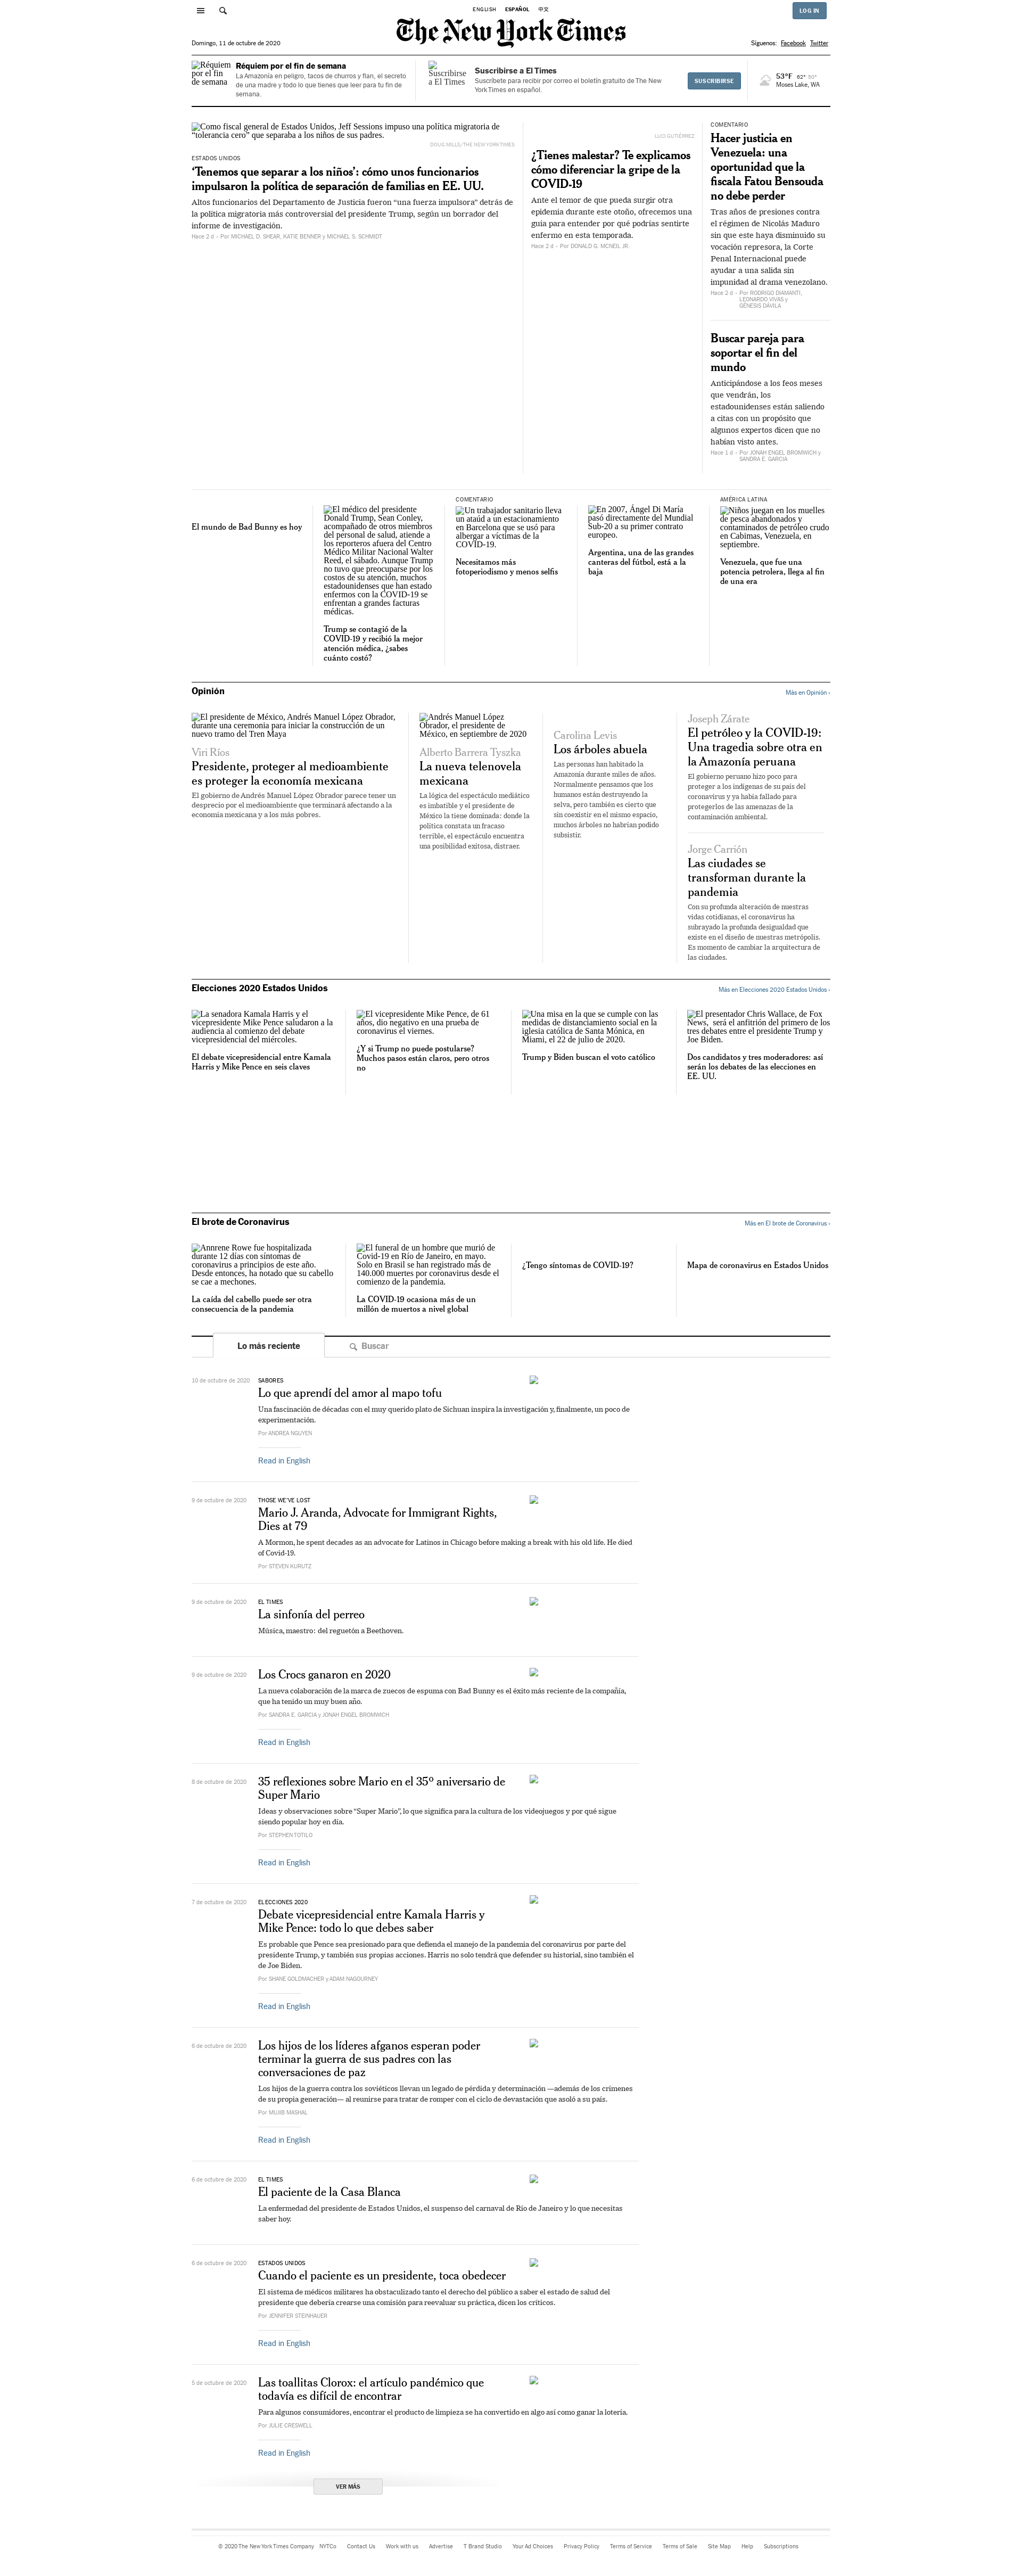 ENGLISH ESPAÑOL 中文
LOG IN
The New York Times
Domingo, 11 de octubre de 2020
Síguenos: Facebook Twitter
Réquiem por el fin de semana
Réquiem por el fin de semana
La Amazonía en peligro, tacos de churros y flan, el secreto
de una madre y todo lo que tienes que leer para tu fin de
semana.
Suscribirse a El Times
Suscribirse a El Times
Suscríbete para recibir por correo el boletín gratuito de The New
York Times en español.
SUSCRIBIRSE
53°F 82° 50°
Moses Lake, WA
Como fiscal general de Estados Unidos, Jeff Sessions impuso una política migratoria de
“tolerancia cero” que separaba a los niños de sus padres.
DOUG MILLS/THE NEW YORK TIMES
ESTADOS UNIDOS
‘Tenemos que separar a los niños’: cómo unos funcionarios
impulsaron la política de separación de familias en EE. UU.
Altos funcionarios del Departamento de Justicia fueron “una fuerza impulsora” detrás de
la política migratoria más controversial del presidente Trump, según un borrador del
informe de investigación.
Hace 2 d - Por MICHAEL D. SHEAR, KATIE BENNER y MICHAEL S. SCHMIDT
LUCI GUTIÉRREZ
¿Tienes malestar? Te explicamos
cómo diferenciar la gripe de la
COVID-19
Ante el temor de que pueda surgir otra
epidemia durante este otoño, ofrecemos una
guía para entender por qué podrías sentirte
enfermo en esta temporada.
Hace 2 d - Por DONALD G. MCNEIL JR.
COMENTARIO
Hacer justicia en
Venezuela: una
oportunidad que la
fiscala Fatou Bensouda
no debe perder
Tras años de presiones contra
el régimen de Nicolás Maduro
sin que este haya disminuido su
vocación represora, la Corte
Penal Internacional puede
ayudar a una salida sin
impunidad al drama venezolano.
Hace 2 d - Por RODRIGO DIAMANTI,
LEONARDO VIVAS y
GÉNESIS DÁVILA
Buscar pareja para
soportar el fin del
mundo
Anticipándose a los feos meses
que vendrán, los
estadounidenses están saliendo
a citas con un propósito que
algunos expertos dicen que no
habían visto antes.
Hace 1 d - Por JONAH ENGEL BROMWICH y
SANDRA E. GARCIA
El mundo de Bad Bunny es hoy
El médico del presidente
Donald Trump, Sean Conley,
acompañado de otros miembros
del personal de salud, atiende a
los reporteros afuera del Centro
Médico Militar Nacional Walter
Reed, el sábado. Aunque Trump
no tuvo que preocuparse por los
costos de su atención, muchos
estadounidenses que han estado
enfermos con la COVID-19 se
enfrentan a grandes facturas
médicas.
Trump se contagió de la
COVID-19 y recibió la mejor
atención médica, ¿sabes
cuánto costó?
COMENTARIO
Un trabajador sanitario lleva
un ataúd a un estacionamiento
en Barcelona que se usó para
albergar a víctimas de la
COVID-19.
Necesitamos más
fotoperiodismo y menos selfis
En 2007, Ángel Di María
pasó directamente del Mundial
Sub-20 a su primer contrato
europeo.
Argentina, una de las grandes
canteras del fútbol, está a la
baja
AMÉRICA LATINA
Niños juegan en los muelles
de pesca abandonados y
contaminados de petróleo crudo
en Cabimas, Venezuela, en
septiembre.
Venezuela, que fue una
potencia petrolera, llega al fin
de una era
Opinión
Más en Opinión ›
El presidente de México, Andrés Manuel López Obrador,
durante una ceremonia para iniciar la construcción de un
nuevo tramo del Tren Maya
Viri Ríos
Presidente, proteger al medioambiente
es proteger la economía mexicana
El gobierno de Andrés Manuel López Obrador parece tener un
desprecio por el medioambiente que terminará afectando a la
economía mexicana y a los más pobres.
Andrés Manuel López
Obrador, el presidente de
México, en septiembre de 2020
Alberto Barrera Tyszka
La nueva telenovela
mexicana
La lógica del espectáculo mediático
es imbatible y el presidente de
México la tiene dominada: donde la
política constata un fracaso
terrible, el espectáculo encuentra
una posibilidad exitosa, distraer.
Carolina Levis
Los árboles abuela
Las personas han habitado la
Amazonía durante miles de años.
Normalmente pensamos que los
humanos están destruyendo la
selva, pero también es cierto que
sin coexistir en el mismo espacio,
muchos árboles no habrían podido
subsistir.
Joseph Zárate
El petróleo y la COVID-19:
Una tragedia sobre otra en
la Amazonía peruana
El gobierno peruano hizo poco para
proteger a los indígenas de su país del
coronavirus y ya había fallado para
protegerlos de las amenazas de la
contaminación ambiental.
Jorge Carrión
Las ciudades se
transforman durante la
pandemia
Con su profunda alteración de nuestras
vidas cotidianas, el coronavirus ha
subrayado la profunda desigualdad que
existe en el diseño de nuestras metrópolis.
Es momento de cambiar la arquitectura de
las ciudades.
Elecciones 2020 Estados Unidos
Más en Elecciones 2020 Estados Unidos ›
La senadora Kamala Harris y el
vicepresidente Mike Pence saludaron a la
audiencia al comienzo del debate
vicepresidencial del miércoles.
El debate vicepresidencial entre Kamala
Harris y Mike Pence en seis claves
El vicepresidente Mike Pence, de 61
años, dio negativo en una prueba de
coronavirus el viernes.
¿Y si Trump no puede postularse?
Muchos pasos están claros, pero otros
no
Una misa en la que se cumple con las
medidas de distanciamiento social en la
iglesia católica de Santa Mónica, en
Miami, el 22 de julio de 2020.
Trump y Biden buscan el voto católico
El presentador Chris Wallace, de Fox
News, será el anfitrión del primero de los
tres debates entre el presidente Trump y
Joe Biden.
Dos candidatos y tres moderadores: así
serán los debates de las elecciones en
EE. UU.
El brote de Coronavirus
Más en El brote de Coronavirus ›
Annrene Rowe fue hospitalizada
durante 12 días con síntomas de
coronavirus a principios de este año.
Desde entonces, ha notado que su cabello
se cae a mechones.
La caída del cabello puede ser otra
consecuencia de la pandemia
El funeral de un hombre que murió de
Covid-19 en Río de Janeiro, en mayo.
Solo en Brasil se han registrado más de
140.000 muertes por coronavirus desde el
comienzo de la pandemia.
La COVID-19 ocasiona más de un
millón de muertos a nivel global
¿Tengo síntomas de COVID-19?
Mapa de coronavirus en Estados Unidos
Lo más reciente
Buscar
10 de octubre de 2020
SABORES
Lo que aprendí del amor al mapo tofu
Una fascinación de décadas con el muy querido plato de Sichuan inspira la investigación y, finalmente, un poco de
experimentación.
Por ANDREA NGUYEN
Read in English
9 de octubre de 2020
THOSE WE'VE LOST
Mario J. Aranda, Advocate for Immigrant Rights,
Dies at 79
A Mormon, he spent decades as an advocate for Latinos in Chicago before making a break with his old life. He died
of Covid-19.
Por STEVEN KURUTZ
9 de octubre de 2020
EL TIMES
La sinfonía del perreo
Música, maestro: del reguetón a Beethoven.
9 de octubre de 2020
Los Crocs ganaron en 2020
La nueva colaboración de la marca de zuecos de espuma con Bad Bunny es el éxito más reciente de la compañía,
que ha tenido un muy buen año.
Por SANDRA E. GARCIA y JONAH ENGEL BROMWICH
Read in English
8 de octubre de 2020
35 reflexiones sobre Mario en el 35º aniversario de
Super Mario
Ideas y observaciones sobre “Super Mario”, lo que significa para la cultura de los videojuegos y por qué sigue
siendo popular hoy en día.
Por STEPHEN TOTILO
Read in English
7 de octubre de 2020
ELECCIONES 2020
Debate vicepresidencial entre Kamala Harris y
Mike Pence: todo lo que debes saber
Es probable que Pence sea presionado para que defienda el manejo de la pandemia del coronavirus por parte del
presidente Trump, y también sus propias acciones. Harris no solo tendrá que defender su historial, sino también el
de Joe Biden.
Por SHANE GOLDMACHER y ADAM NAGOURNEY
Read in English
6 de octubre de 2020
Los hijos de los líderes afganos esperan poder
terminar la guerra de sus padres con las
conversaciones de paz
Los hijos de la guerra contra los soviéticos llevan un legado de pérdida y determinación —además de los crímenes
de su propia generación— al reunirse para tratar de romper con el ciclo de devastación que asoló a su país.
Por MUJIB MASHAL
Read in English
6 de octubre de 2020
EL TIMES
El paciente de la Casa Blanca
La enfermedad del presidente de Estados Unidos, el suspenso del carnaval de Río de Janeiro y lo que necesitas
saber hoy.
6 de octubre de 2020
ESTADOS UNIDOS
Cuando el paciente es un presidente, toca obedecer
El sistema de médicos militares ha obstaculizado tanto el derecho del público a saber el estado de salud del
presidente que debería crearse una comisión para reevaluar su práctica, dicen los críticos.
Por JENNIFER STEINHAUER
Read in English
5 de octubre de 2020
Las toallitas Clorox: el artículo pandémico que
todavía es difícil de encontrar
Para algunos consumidores, encontrar el producto de limpieza se ha convertido en algo así como ganar la lotería.
Por JULIE CRESWELL
Read in English
VER MÁS
© 2020 The New York Times Company NYTCo Contact Us Work with us Advertise T Brand Studio Your Ad Choices Privacy Policy Terms of Service Terms of Sale Site Map Help Subscriptions